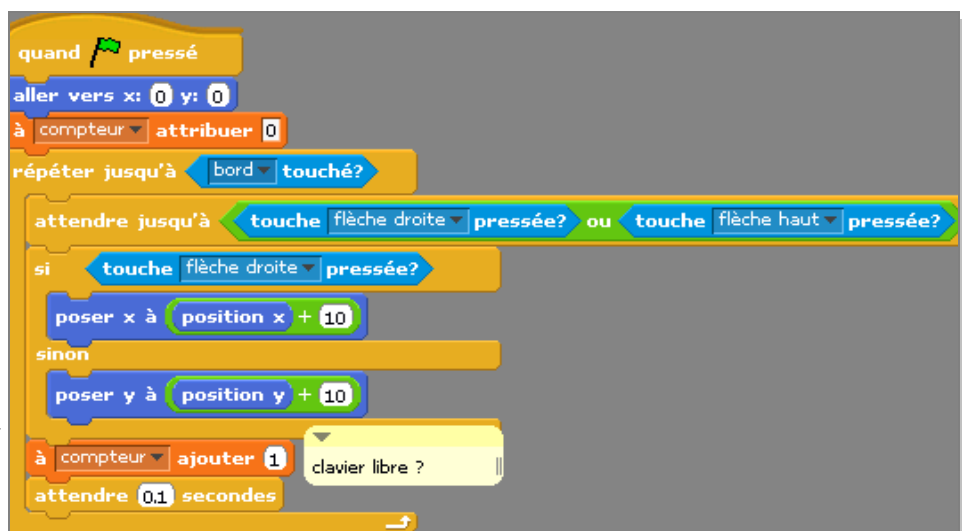 quand pressé
aller vers x: 0 y: 0
à compteur attribuer 0
répéter jusqu'à bord touché?
attendre jusqu'à touche flèche droite pressée? ou touche flèche haut pressée?
si touche flèche droite pressée?
poser x à position x + 10
sinon
poser y à position y + 10
à compteur ajouter 1
clavier libre ?
attendre 0.1 secondes